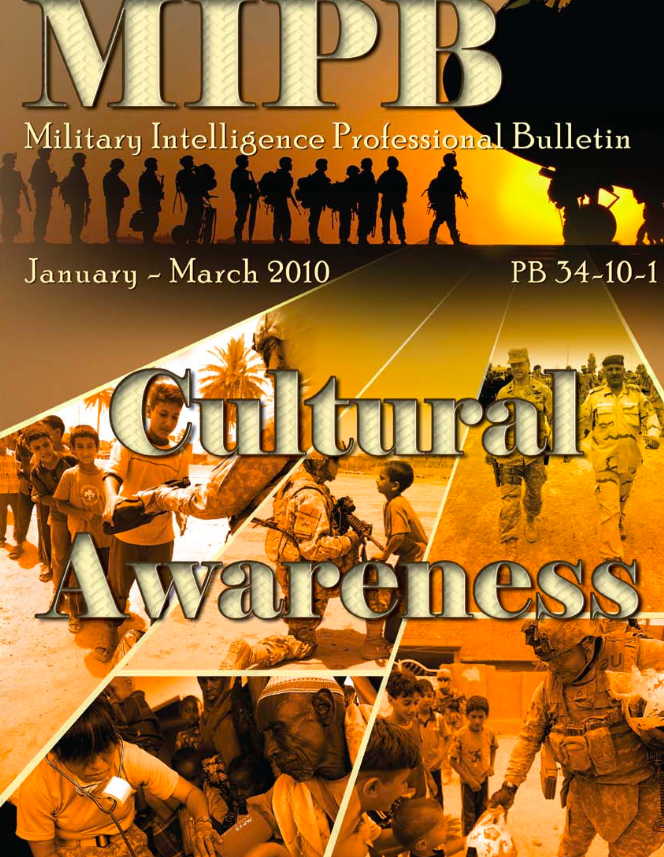 MIPB
Military Intelligence Professional Bulletin
January - March 2010
PB 34-10-1
Cultural
Awareness